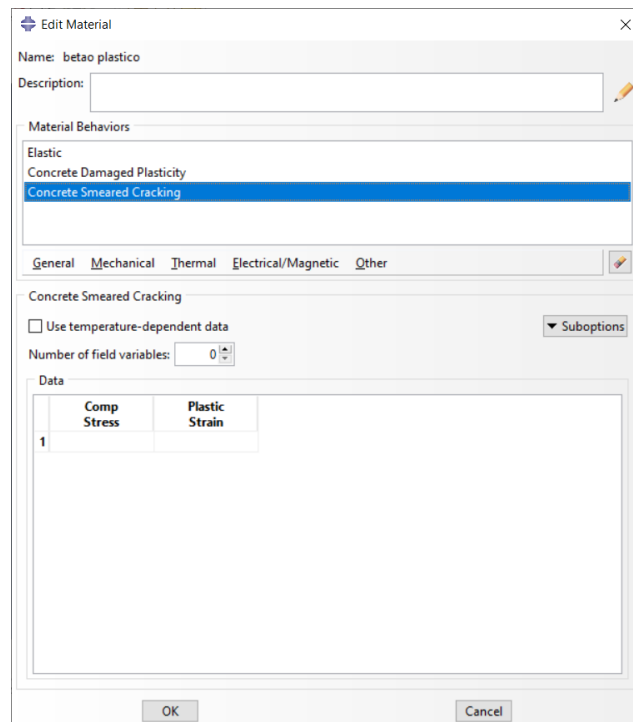 Edit Material
Name: betao plastico
Description:
Material Behaviors
Elastic
Concrete Damaged Plasticity
Concrete Smeared Cracking
General Mechanical Thermal Electrical/Magnetic Other
Concrete Smeared Cracking
Use temperature-dependent data
Suboptions
Number of field variables: 0
Data
Comp Plastic
Stress Strain
1
OK Cancel